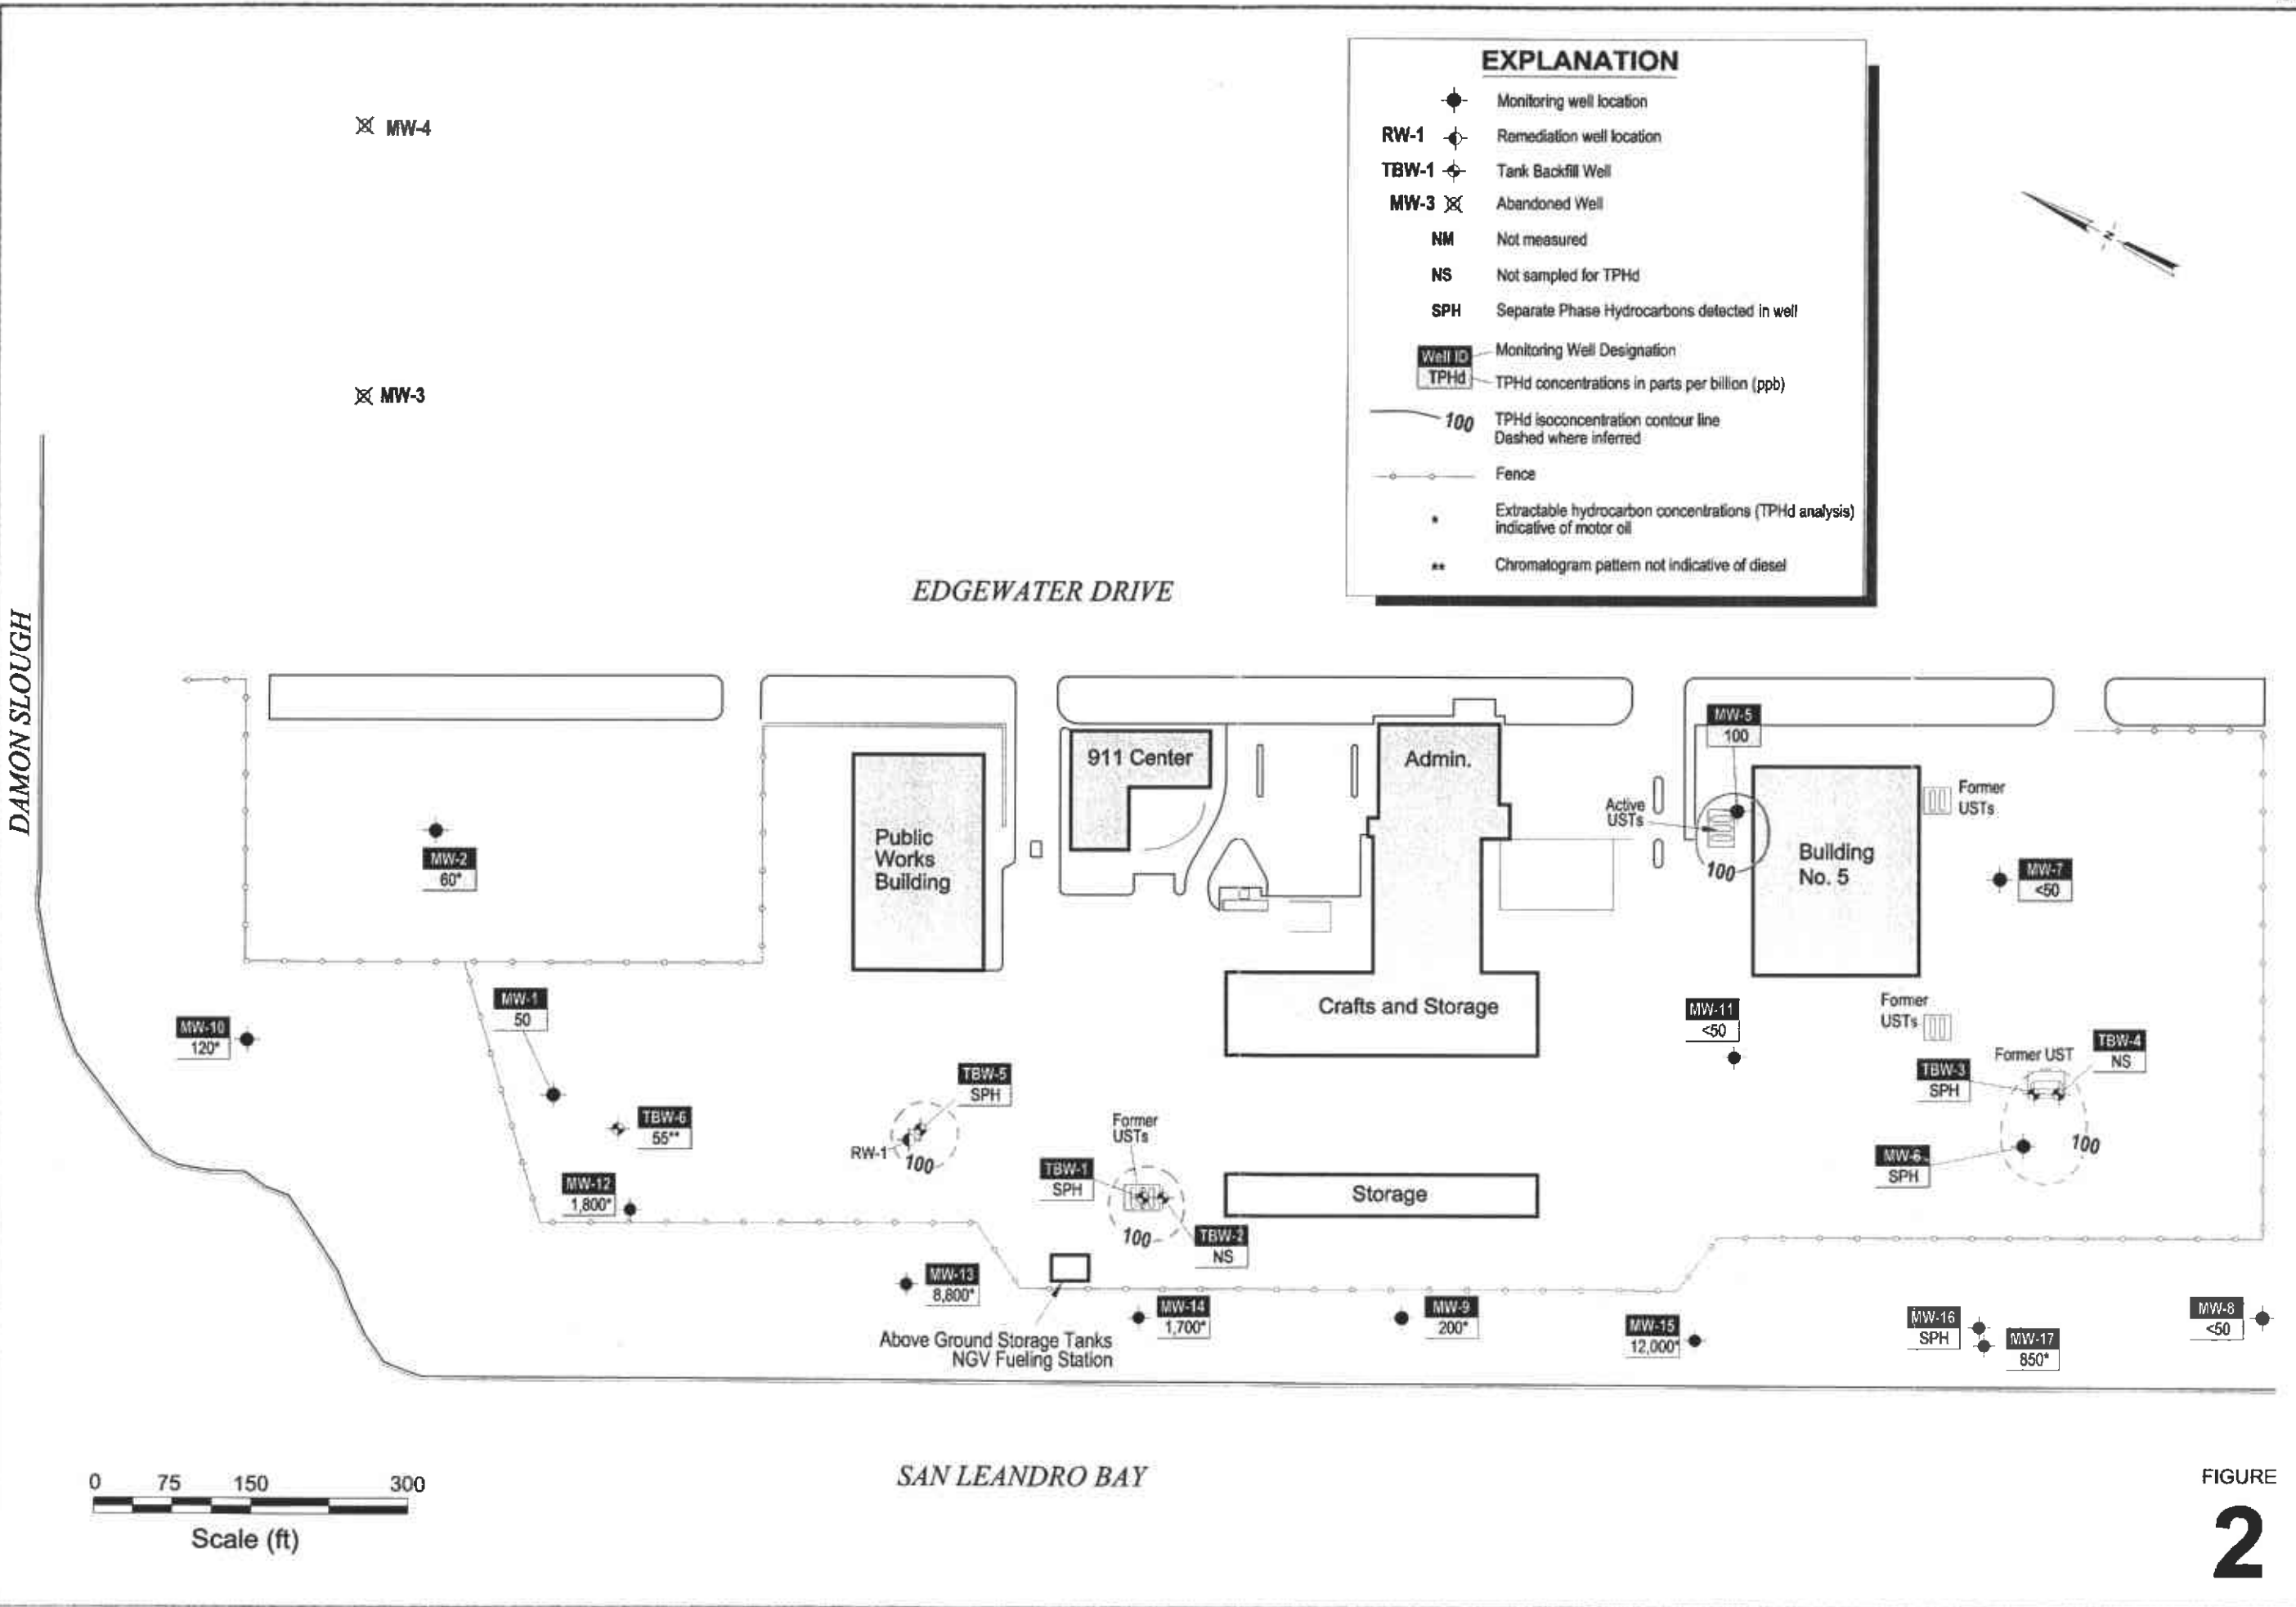 EXPLANATION
Monitoring well location
RW-1 Remediation well location
TBW-1 Tank Backfill Well
MW-3 Abandoned Well
NM Not measured
NS Not sampled for TPHd
SPH Separate Phase Hydrocarbons detected in well
Well ID Monitoring Well Designation
TPHd TPHd concentrations in parts per billion (ppb)
100 TPHd isoconcentration contour line
Dashed where inferred
Fence
* Extractable hydrocarbon concentrations (TPHd analysis)
indicative of motor oil
** Chromatogram pattern not indicative of diesel
N
MW-4
MW-3
EDGEWATER DRIVE
DAMON SLOUGH
MW-5
100
911 Center
Admin.
Active
USTs
100
Former
USTs
Public
Works
Building
Building
No. 5
MW-2
60*
MW-7
<50
MW-1
50
MW-10
120*
Crafts and Storage
MW-11
<50
Former
USTs
TBW-4
NS
Former UST
TBW-3
SPH
TBW-5
SPH
TBW-6
55**
RW-1
100
Former
USTs
TBW-1
SPH
100
MW-6
SPH
100
MW-12
1,800*
Storage
TBW-2
NS
MW-13
8,800*
MW-14
1,700*
MW-9
200*
MW-15
12,000*
MW-16
SPH
MW-17
850*
MW-8
<50
Above Ground Storage Tanks
NGV Fueling Station
SAN LEANDRO BAY
0 75 150 300
Scale (ft)
FIGURE
2